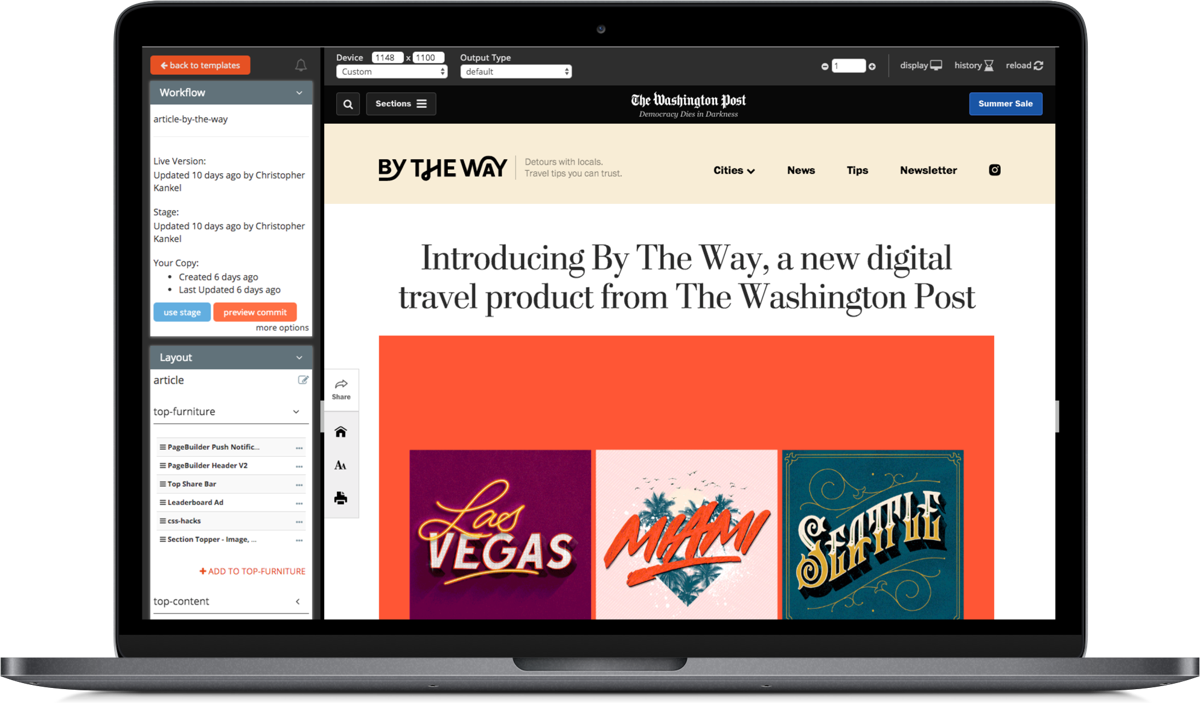 back to templates
Workflow
article-by-the-way
Live Version:
Updated 10 days ago by Christopher
Kankel
Stage:
Updated 10 days ago by Christopher
Kankel
Your Copy:
Created 6 days ago
Last Updated 6 days ago
use stage
preview commit
more options
Layout
article
top-furniture
PageBuilder Push Notific...
PageBuilder Header V2
Top Share Bar
Leaderboard Ad
css-hacks
Section Topper - Image, ...
+ ADD TO TOP-FURNITURE
top-content
Device 1148 x 1100
Custom
Output Type
default
1
display
history
reload
Sections
The Washington Post
Democracy Dies in Darkness
Summer Sale
BY THE WAY
Detours with locals.
Travel tips you can trust.
Cities
News
Tips
Newsletter
Introducing By The Way, a new digital
travel product from The Washington Post
Share
AA
Las
VEGAS
MIAMI
SEATTLE